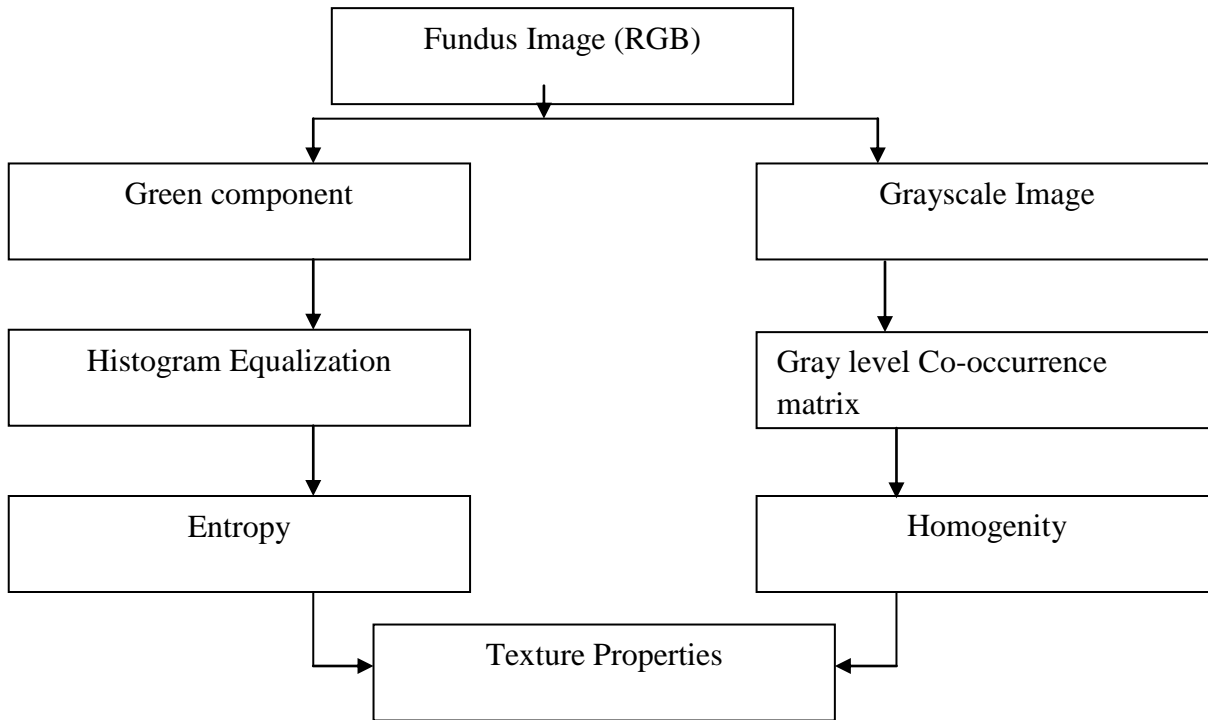 Fundus Image (RGB)
Green component
Grayscale Image
Histogram Equalization
Gray level Co-occurrence
matrix
Entropy
Homogenity
Texture Properties